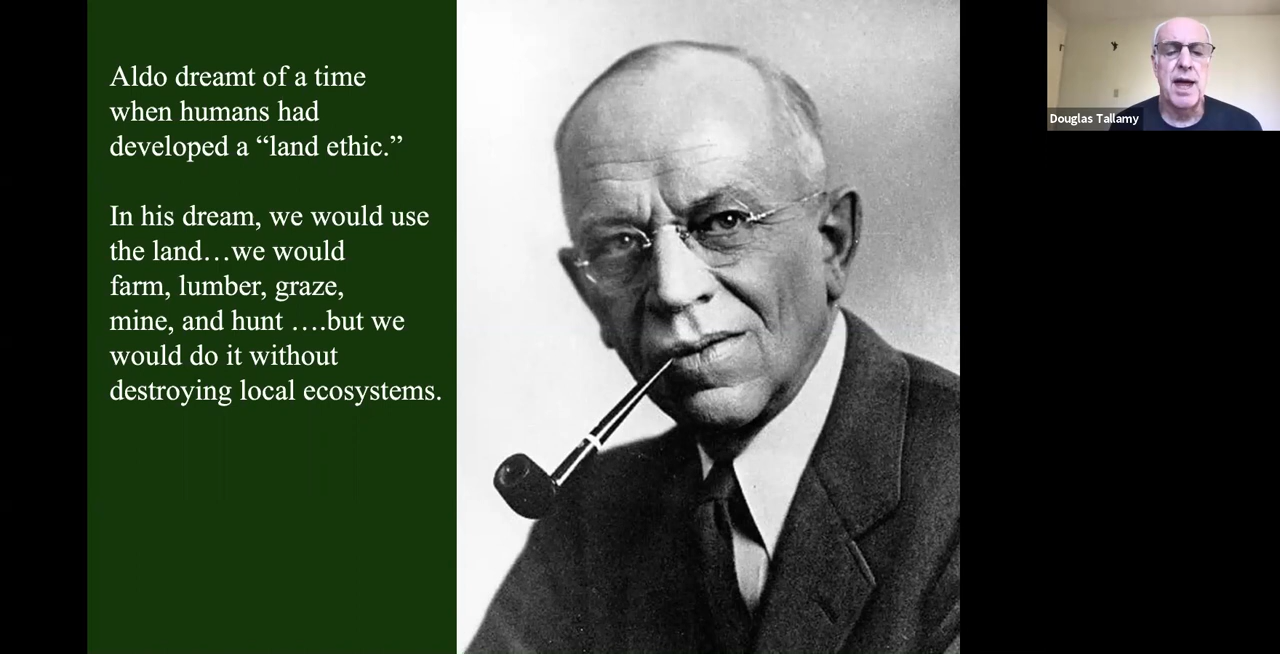 Aldo dreamt of a time
when humans had
developed a “land ethic.”
In his dream, we would use
the land…we would
farm, lumber, graze,
mine, and hunt ….but we
would do it without
destroying local ecosystems.
Douglas Tallamy